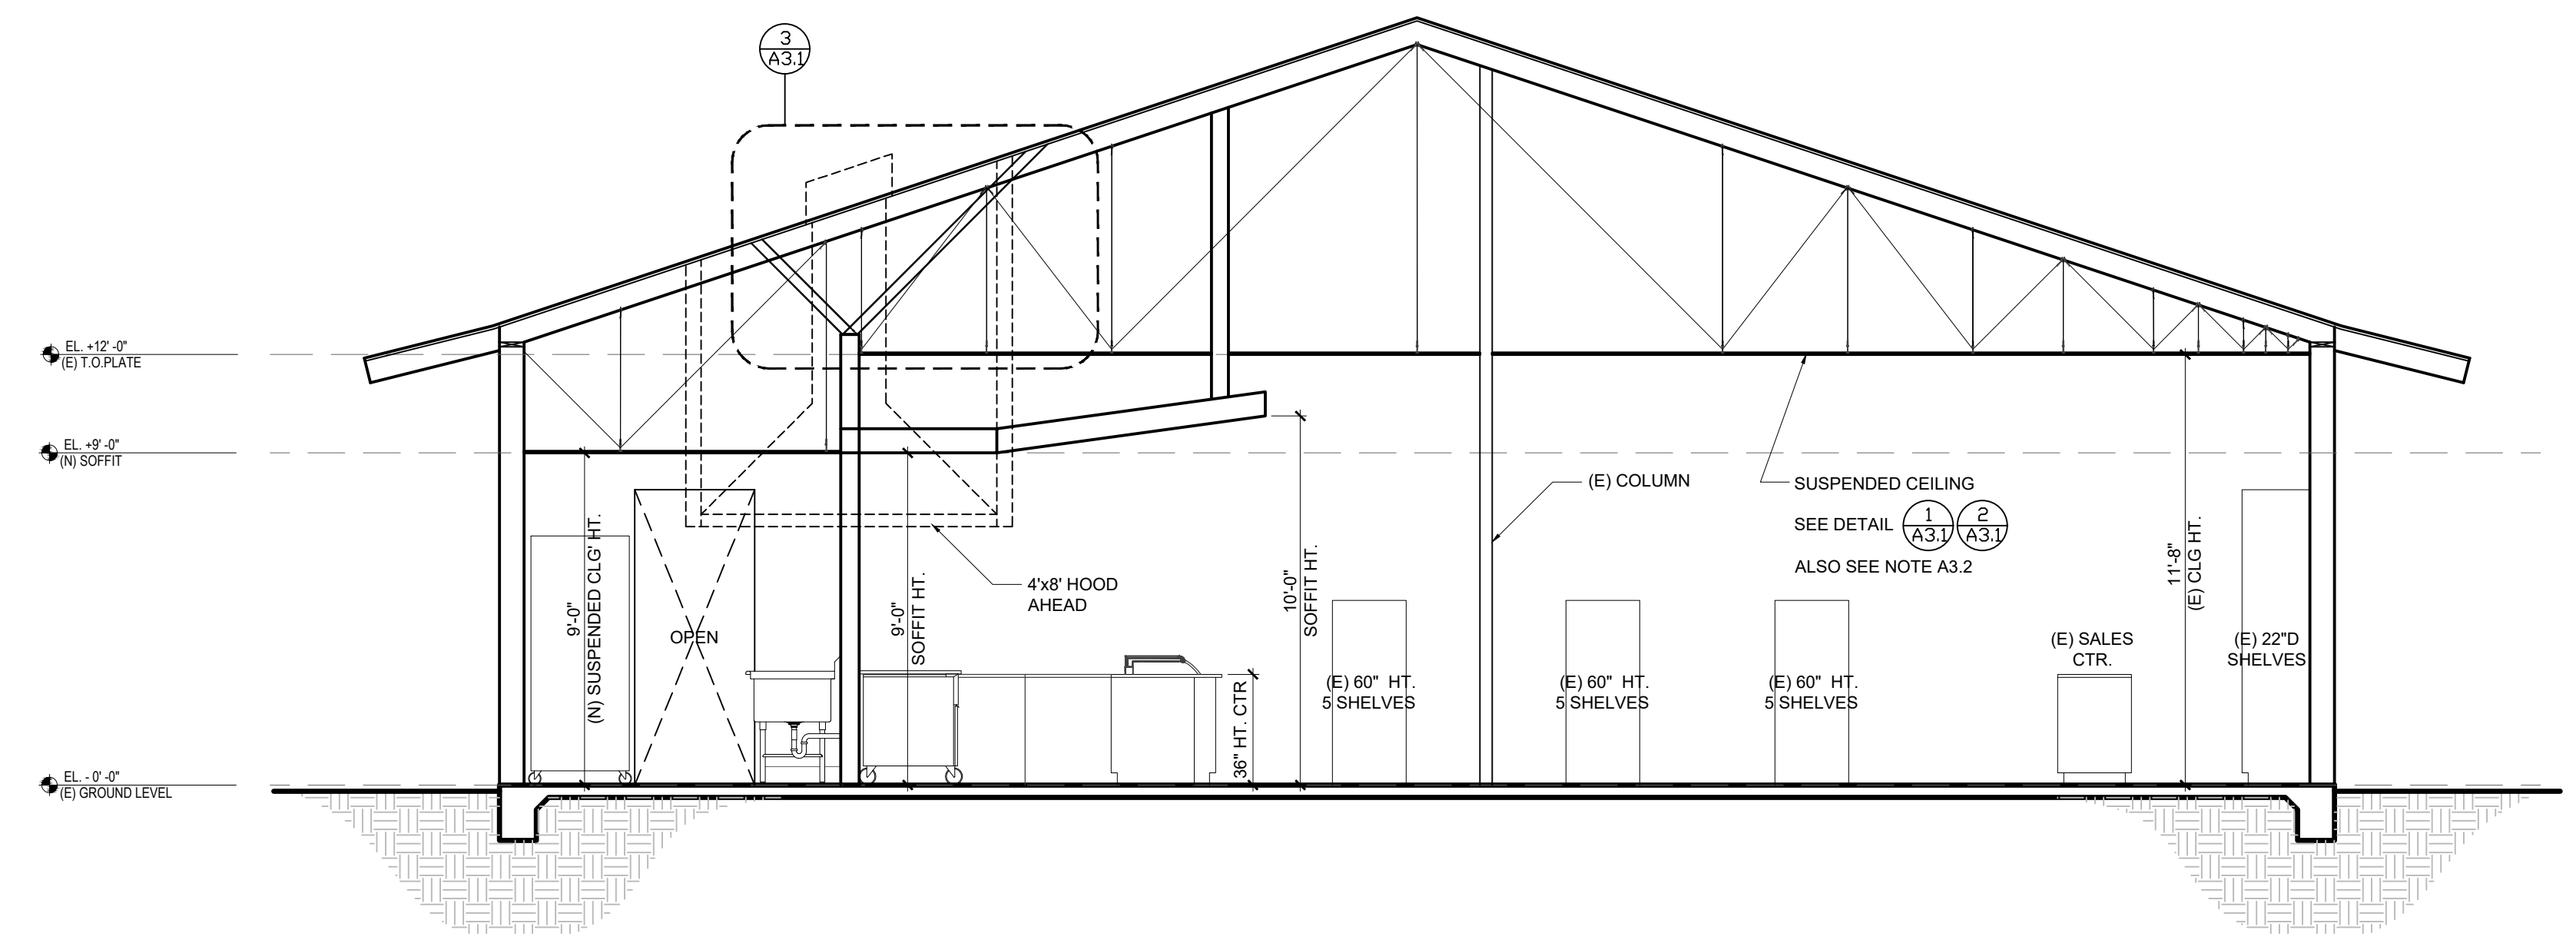 3
A3.1
EL. +12' -0"
(E) T.O.PLATE
EL. +9' -0"
(N) SOFFIT
EL. - 0' -0"
(E) GROUND LEVEL
9'-0"
(N) SUSPENDED CLG' HT.
OPEN
9'-0"
SOFFIT HT.
4'x8' HOOD
AHEAD
36" HT. CTR
10'-0"
SOFFIT HT.
(E) 60" HT.
5 SHELVES
(E) COLUMN
(E) 60" HT.
5 SHELVES
SUSPENDED CEILING
SEE DETAIL
1
A3.1
2
A3.1
ALSO SEE NOTE A3.2
(E) 60" HT.
5 SHELVES
(E) SALES
CTR.
11'-8"
(E) CLG HT.
(E) 22"D
SHELVES